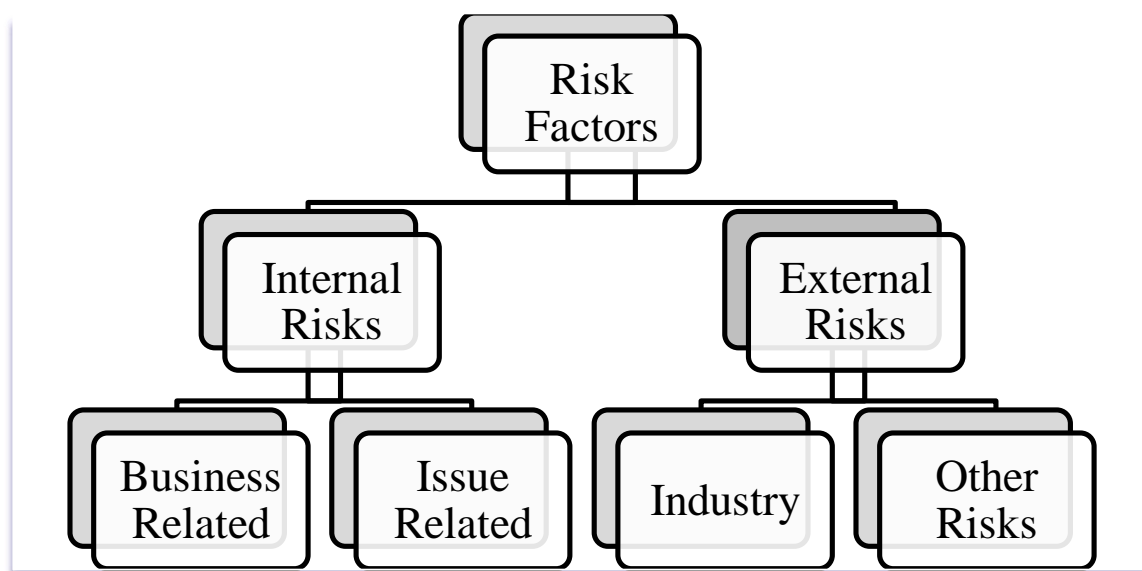 Risk
Factors
Internal
Risks
External
Risks
Business
Related
Issue
Related
Industry
Other
Risks